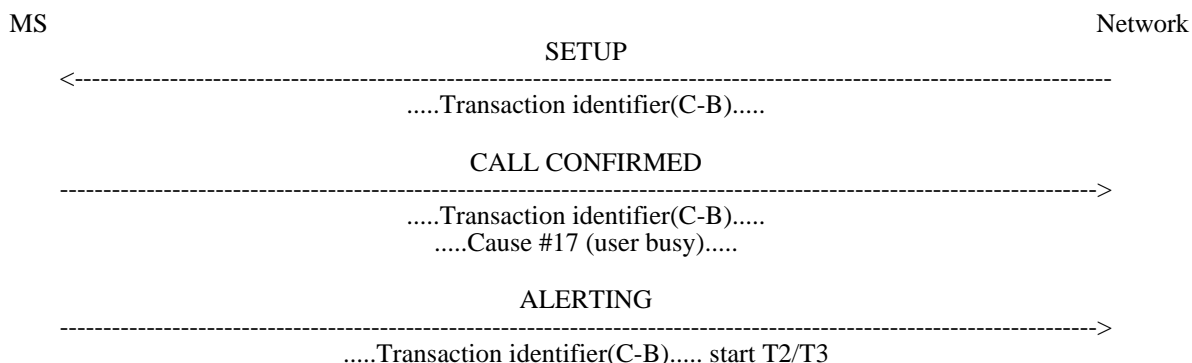 MS Network
SETUP
<------------------------------------------------------------------------------------------------------------------------
.....Transaction identifier(C-B).....
CALL CONFIRMED
------------------------------------------------------------------------------------------------------------------------>
.....Transaction identifier(C-B).....
.....Cause #17 (user busy).....
ALERTING
------------------------------------------------------------------------------------------------------------------------>
.....Transaction identifier(C-B)..... start T2/T3